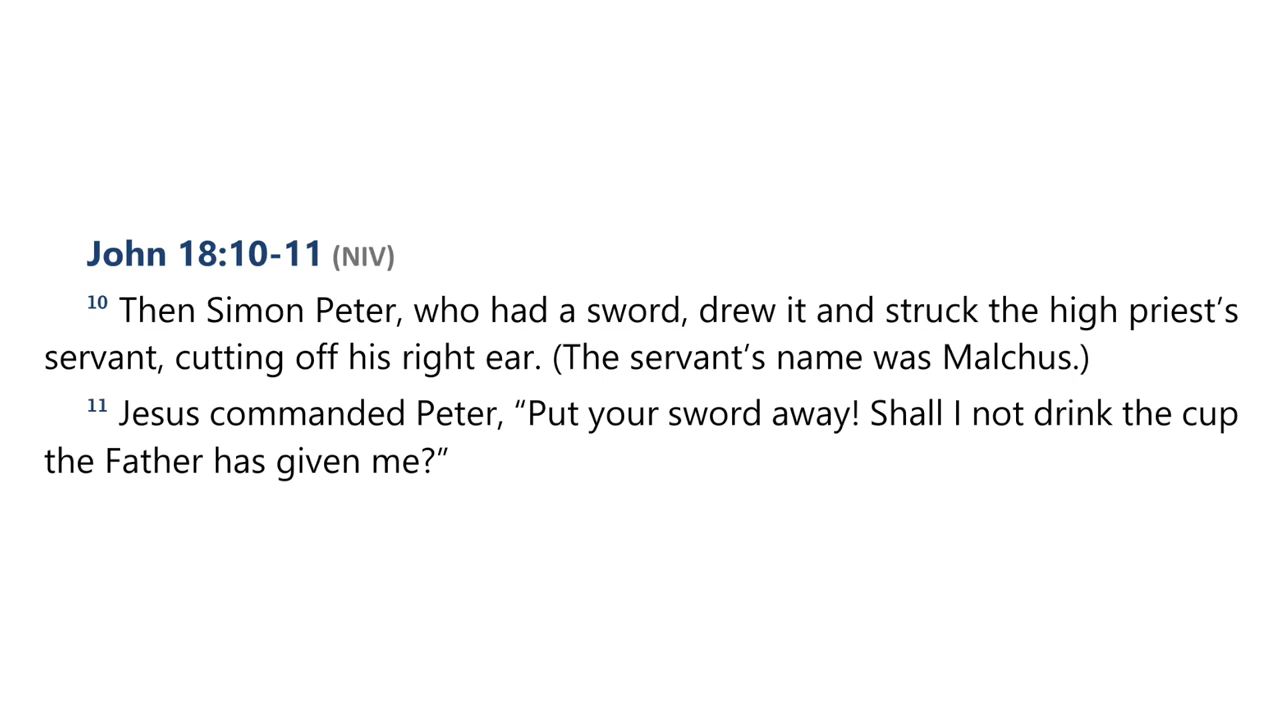 John 18:10-11 (NIV)
10 Then Simon Peter, who had a sword, drew it and struck the high priest’s
servant, cutting off his right ear. (The servant’s name was Malchus.)
11 Jesus commanded Peter, “Put your sword away! Shall I not drink the cup
the Father has given me?”